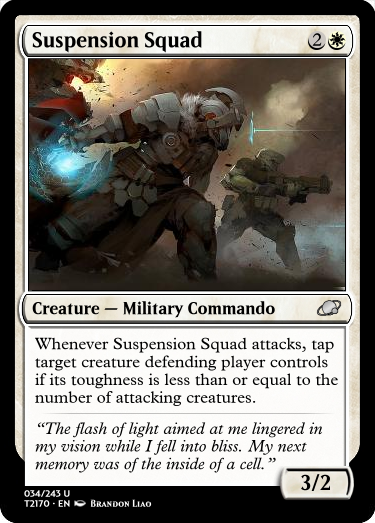 Suspension Squad
2
Creature — Military Commando
Whenever Suspension Squad attacks, tap
target creature defending player controls
if its toughness is less than or equal to the
number of attacking creatures.
“The flash of light aimed at me lingered in
my vision while I fell into bliss. My next
memory was of the inside of a cell.”
3/2
034/243 U
T2170 • EN Brandon Liao